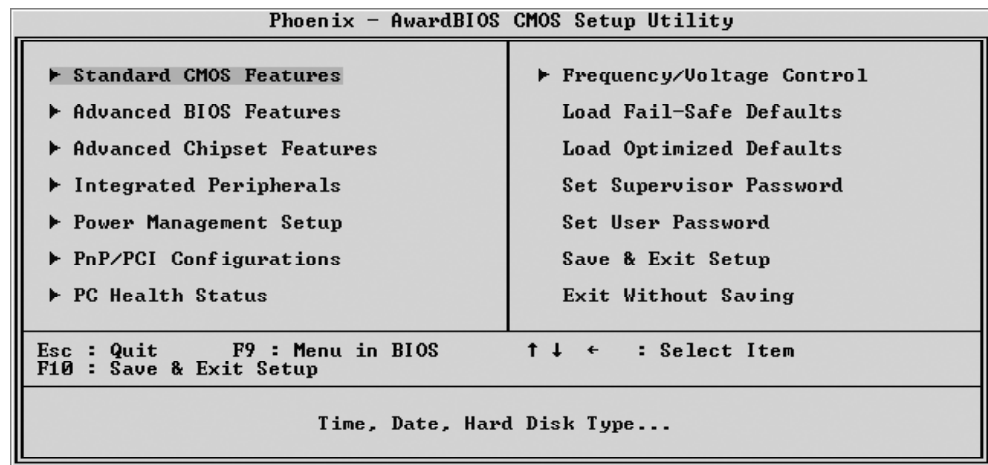 Phoenix - AwardBIOS CMOS Setup Utility
▶ Standard CMOS Features
▶ Advanced BIOS Features
▶ Advanced Chipset Features
▶ Integrated Peripherals
▶ Power Management Setup
▶ PnP/PCI Configurations
▶ PC Health Status
▶ Frequency/Voltage Control
Load Fail-Safe Defaults
Load Optimized Defaults
Set Supervisor Password
Set User Password
Save & Exit Setup
Exit Without Saving
Esc : Quit F9 : Menu in BIOS ↑ ↓ ← : Select Item
F10 : Save & Exit Setup
Time, Date, Hard Disk Type...